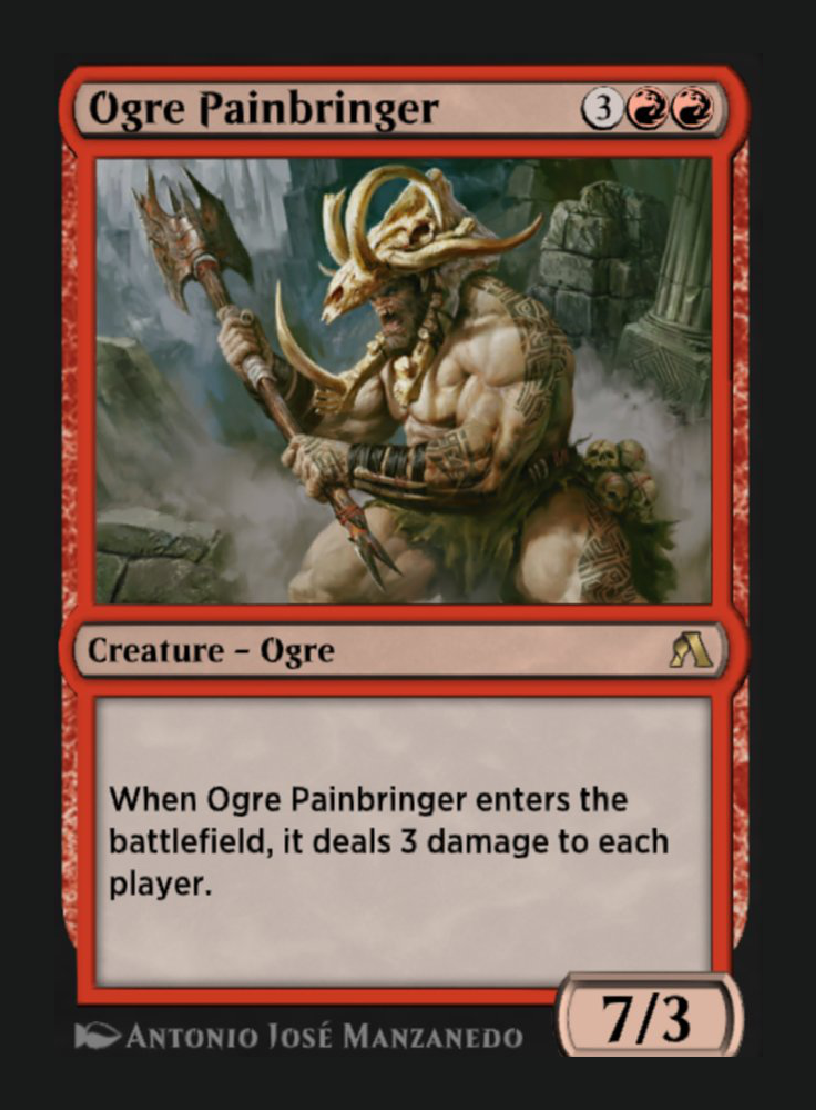 Ogre Painbringer 3
Creature – Ogre
When Ogre Painbringer enters the
battlefield, it deals 3 damage to each
player.
7/3
Antonio José Manzanedo